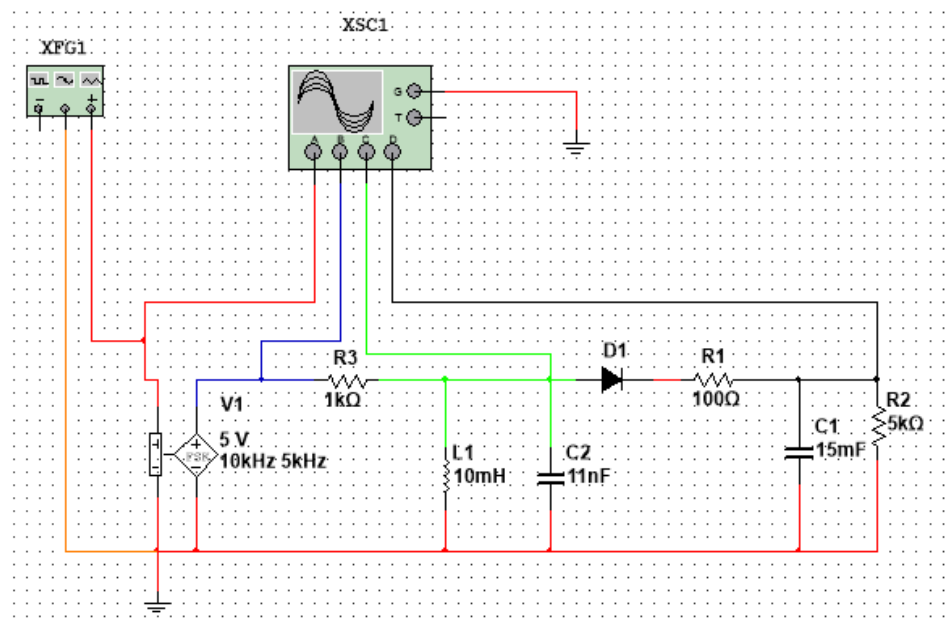 XSC1
XFG1
G
T
A B C D
R3
1kΩ
D1
R1
100Ω
V1
5 V
10kHz 5kHz
FSK
L1
10mH
C2
11nF
C1
15mF
R2
5kΩ